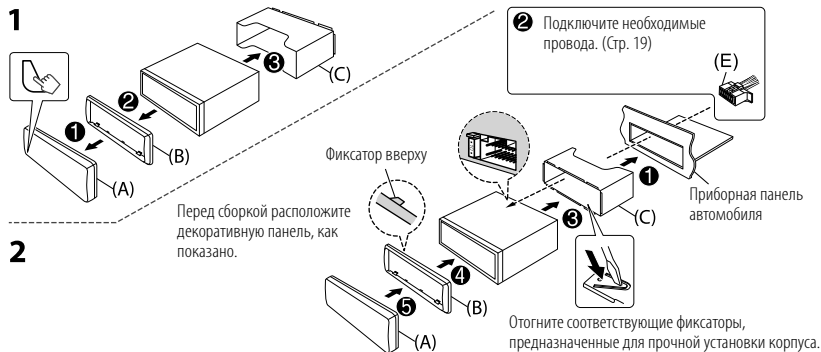 1
❸
(C)
❷
❶
(B)
(A)
❷ Подключите необходимые
провода. (Стр. 19)
(E)
Фиксатор вверху
❶
Приборная панель
автомобиля
(C)
❸
Перед сборкой расположите
декоративную панель, как
показано.
2
❹
(B)
❺
(A)
Отогните соответствующие фиксаторы,
предназначенные для прочной установки корпуса.